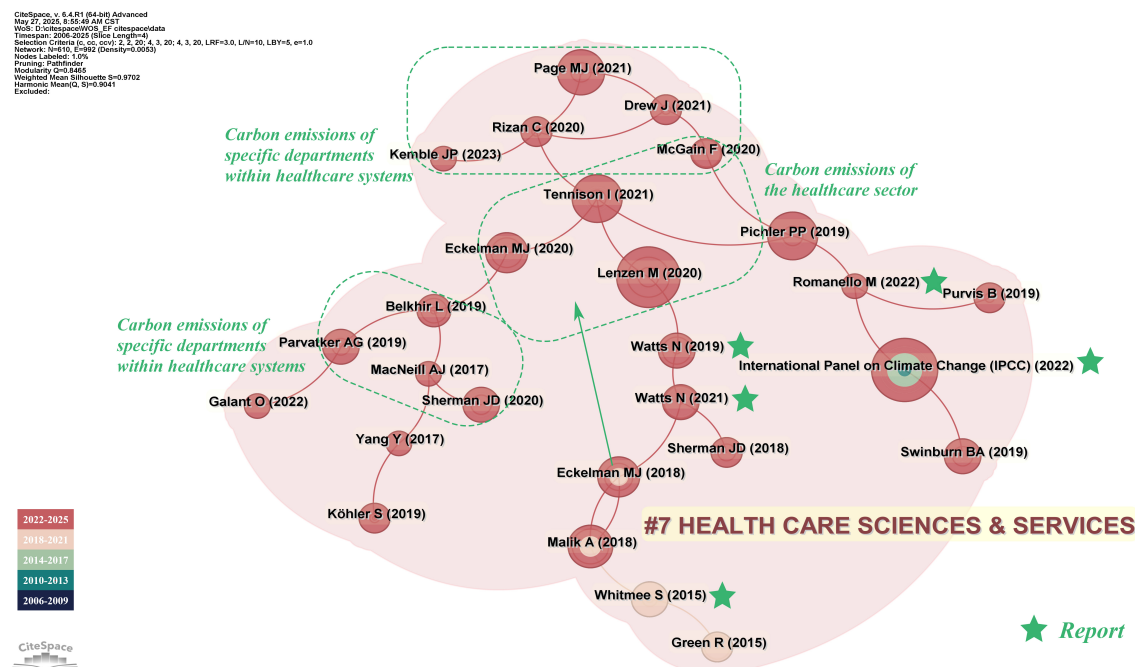 CiteSpace, v. 6.4.R1 (64-bit) Advanced
May 27, 2025, 8:55:49 AM CST
WoS: D:\citespace\WOS_EF citespace\data
Timespan: 2006-2025 (Slice Length=4)
Selection Criteria (c, cc, ccv): 2, 2, 20; 4, 3, 20; 4, 3, 20, LRF=3.0, L/N=10, LBY=5, e=1.0
Network: N=610, E=992 (Density=0.0053)
Nodes Labeled: 1.0%
Pruning: Pathfinder
Modularity Q=0.8465
Weighted Mean Silhouette S=0.9702
Harmonic Mean(Q, S)=0.9041
Excluded:
Page MJ (2021)
Drew J (2021)
Rizan C (2020)
Kemble JP (2023)
McGain F (2020)
Carbon emissions of
specific departments
within healthcare systems
Carbon emissions of
the healthcare sector
Tennison I (2021)
Pichler PP (2019)
Eckelman MJ (2020)
Lenzen M (2020)
Romanello M (2022)
Purvis B (2019)
Belkhir L (2019)
Carbon emissions of
specific departments
within healthcare systems
Parvatker AG (2019)
Watts N (2019)
MacNeill AJ (2017)
International Panel on Climate Change (IPCC) (2022)
Galant O (2022)
Sherman JD (2020)
Watts N (2021)
Yang Y (2017)
Sherman JD (2018)
Swinburn BA (2019)
Eckelman MJ (2018)
Köhler S (2019)
#7 HEALTH CARE SCIENCES & SERVICES
Malik A (2018)
Whitmee S (2015)
Green R (2015)
Report
2022-2025
2018-2021
2014-2017
2010-2013
2006-2009
CiteSpace